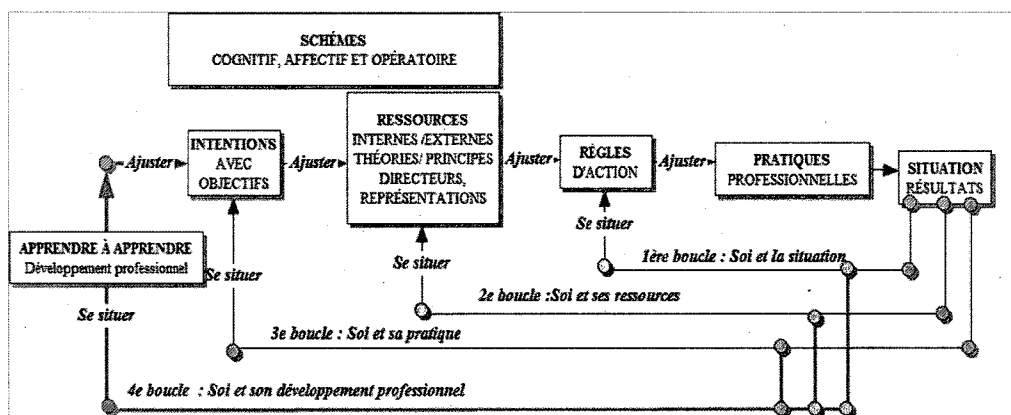 SCHÈMES
COGNITIF, AFFECTIF ET OPÉRATOIRE
Ajuster
INTENTIONS
AVEC
OBJECTIFS
Ajuster
RESSOURCES
INTERNES /EXTERNES
THÉORIES/ PRINCIPES
DIRECTEURS,
REPRÉSENTATIONS
Ajuster
RÈGLES
D'ACTION
Ajuster
PRATIQUES
PROFESSIONNELLES
SITUATION
RÉSULTATS
APPRENDRE À APPRENDRE
Développement professionnel
Se situer
Se situer
Se situer
Se situer
1ère boucle : Soi et la situation
2e boucle :Soi et ses ressources
3e boucle : Soi et sa pratique
4e boucle : Soi et son développement professionnel